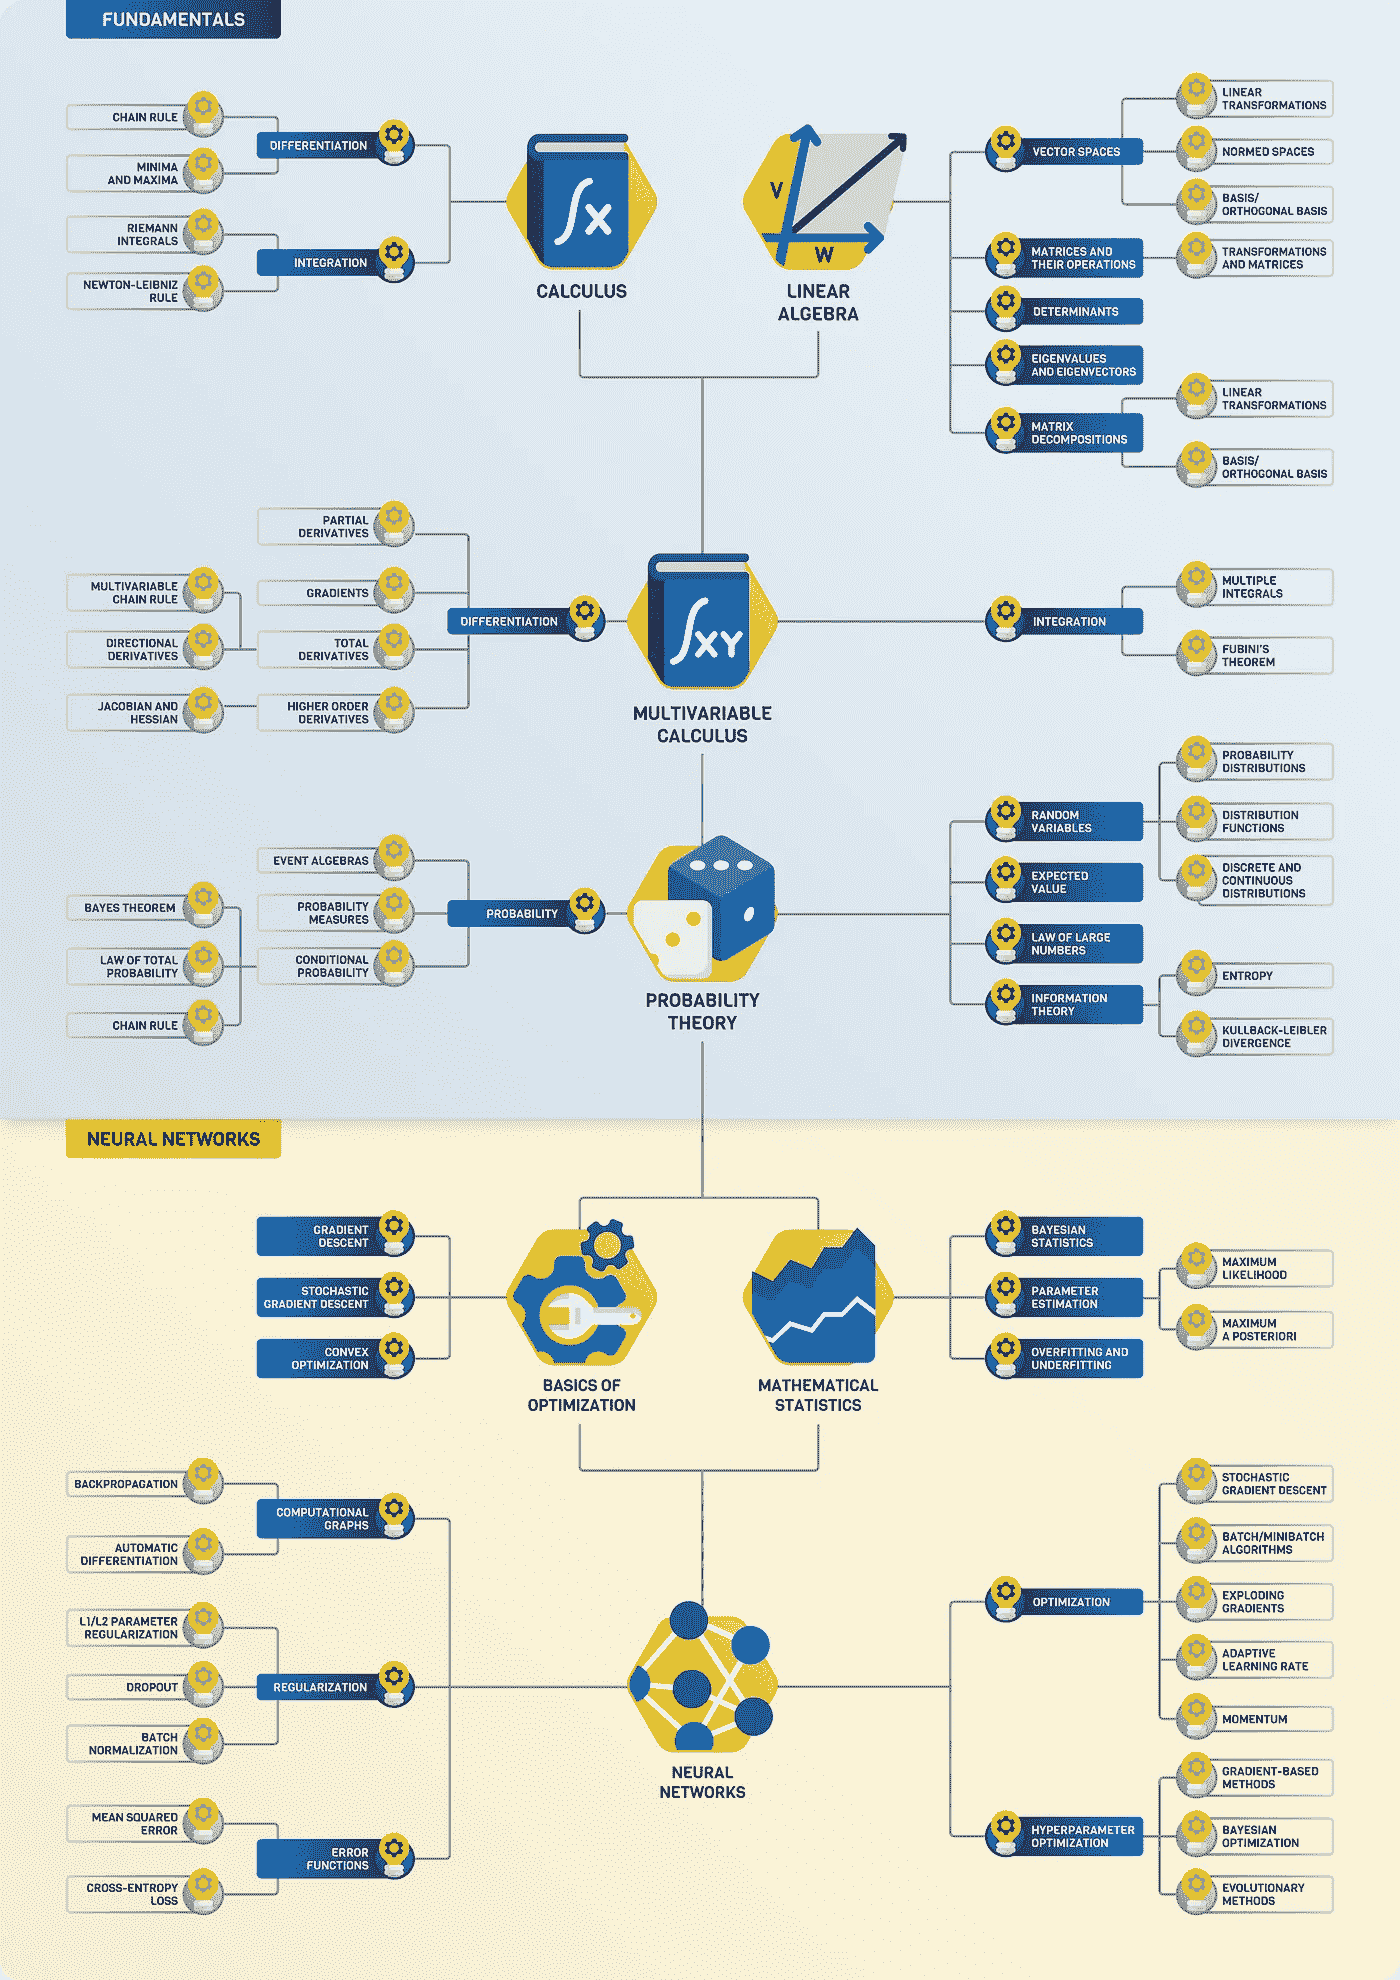 FUNDAMENTALS
CHAIN RULE
MINIMA
AND MAXIMA
DIFFERENTIATION
RIEMANN
INTEGRALS
NEWTON-LEIBNIZ
RULE
INTEGRATION
∫x
CALCULUS
V
W
LINEAR
ALGEBRA
VECTOR SPACES
LINEAR
TRANSFORMATIONS
NORMED SPACES
BASIS/
ORTHOGONAL BASIS
MATRICES AND
THEIR OPERATIONS
TRANSFORMATIONS
AND MATRICES
DETERMINANTS
EIGENVALUES
AND EIGENVECTORS
MATRIX
DECOMPOSITIONS
LINEAR
TRANSFORMATIONS
BASIS/
ORTHOGONAL BASIS
PARTIAL
DERIVATIVES
MULTIVARIABLE
CHAIN RULE
GRADIENTS
DIRECTIONAL
DERIVATIVES
TOTAL
DERIVATIVES
JACOBIAN AND
HESSIAN
HIGHER ORDER
DERIVATIVES
DIFFERENTIATION
∫XY
MULTIVARIABLE
CALCULUS
INTEGRATION
MULTIPLE
INTEGRALS
FUBINI'S
THEOREM
EVENT ALGEBRAS
BAYES THEOREM
PROBABILITY
MEASURES
LAW OF TOTAL
PROBABILITY
CONDITIONAL
PROBABILITY
CHAIN RULE
PROBABILITY
PROBABILITY
THEORY
RANDOM
VARIABLES
PROBABILITY
DISTRIBUTIONS
DISTRIBUTION
FUNCTIONS
DISCRETE AND
CONTINUOUS
DISTRIBUTIONS
EXPECTED
VALUE
LAW OF LARGE
NUMBERS
INFORMATION
THEORY
ENTROPY
KULLBACK-LEIBLER
DIVERGENCE
NEURAL NETWORKS
GRADIENT
DESCENT
STOCHASTIC
GRADIENT DESCENT
CONVEX
OPTIMIZATION
BASICS OF
OPTIMIZATION
MATHEMATICAL
STATISTICS
BAYESIAN
STATISTICS
PARAMETER
ESTIMATION
MAXIMUM
LIKELIHOOD
MAXIMUM
A POSTERIORI
OVERFITTING AND
UNDERFITTING
BACKPROPAGATION
AUTOMATIC
DIFFERENTIATION
COMPUTATIONAL
GRAPHS
L1/L2 PARAMETER
REGULARIZATION
DROPOUT
BATCH
NORMALIZATION
REGULARIZATION
MEAN SQUARED
ERROR
CROSS-ENTROPY
LOSS
ERROR
FUNCTIONS
NEURAL
NETWORKS
OPTIMIZATION
STOCHASTIC
GRADIENT DESCENT
BATCH/MINIBATCH
ALGORITHMS
EXPLODING
GRADIENTS
ADAPTIVE
LEARNING RATE
MOMENTUM
HYPERPARAMETER
OPTIMIZATION
GRADIENT-BASED
METHODS
BAYESIAN
OPTIMIZATION
EVOLUTIONARY
METHODS